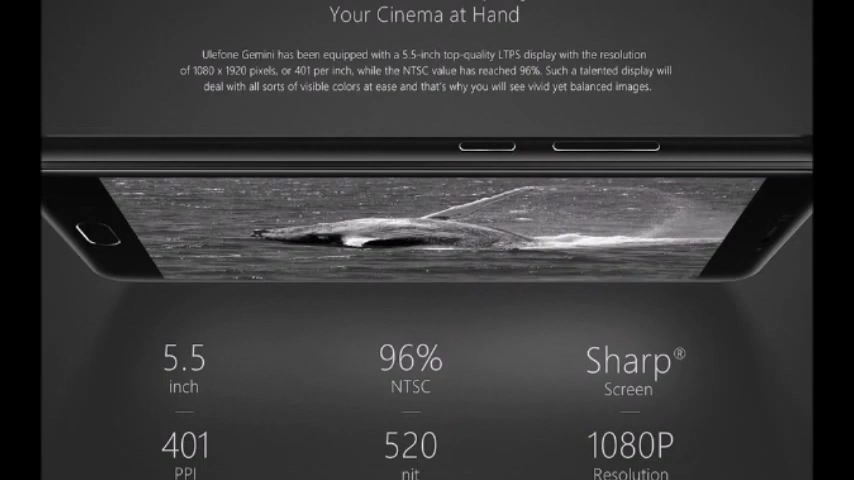 Your Cinema at Hand
Ulefone Gemini has been equipped with a 5.5-inch top-quality LTPS display with the resolution
of 1080 x 1920 pixels, or 401 per inch, while the NTSC value has reached 96%. Such a talented display will
deal with all sorts of visible colors at ease and that's why you will see vivid yet balanced images.
5.5
inch
96%
NTSC
Sharp®
Screen
401
PPI
520
nit
1080P
Resolution